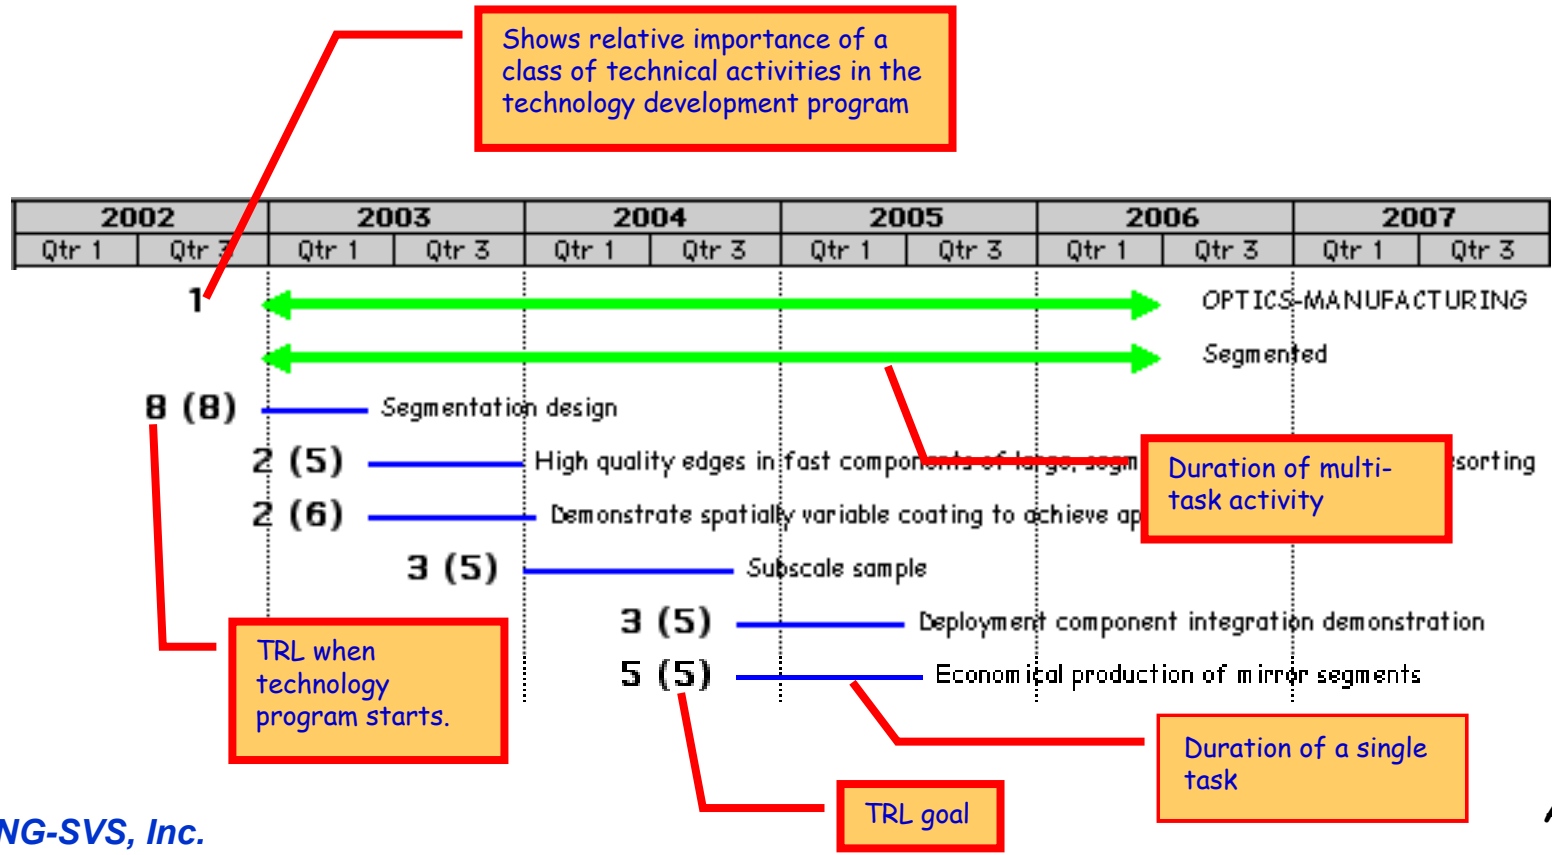 Shows relative importance of a
class of technical activities in the
technology development program
2002 2003 2004 2005 2006 2007
Qtr 1 Qtr 3 Qtr 1 Qtr 3 Qtr 1 Qtr 3 Qtr 1 Qtr 3 Qtr 1 Qtr 3 Qtr 1 Qtr 3
1 OPTICS-MANUFACTURING
Segmented
8 (8) Segmentation design
2 (5) High quality edges in fast components of large, segm esorting
2 (6) Demonstrate spatially variable coating to achieve ap
Duration of multi-
task activity
3 (5) Subscale sample
3 (5) Deployment component integration demonstration
5 (5) Economical production of mirror segments
TRL when
technology
program starts.
Duration of a single
task
TRL goal
NG-SVS, Inc.